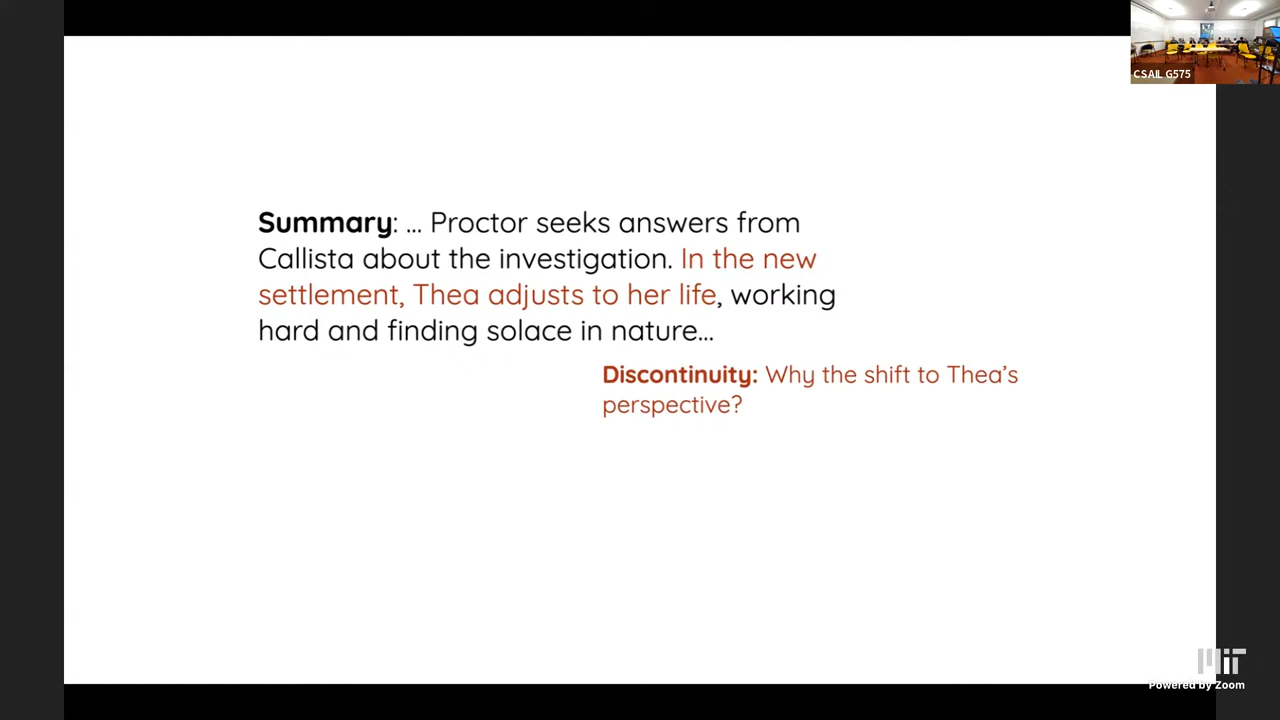 CSAIL G575
Summary: ... Proctor seeks answers from
Callista about the investigation. In the new
settlement, Thea adjusts to her life, working
hard and finding solace in nature...
Discontinuity: Why the shift to Thea's
perspective?
MIT
Powered by Zoom